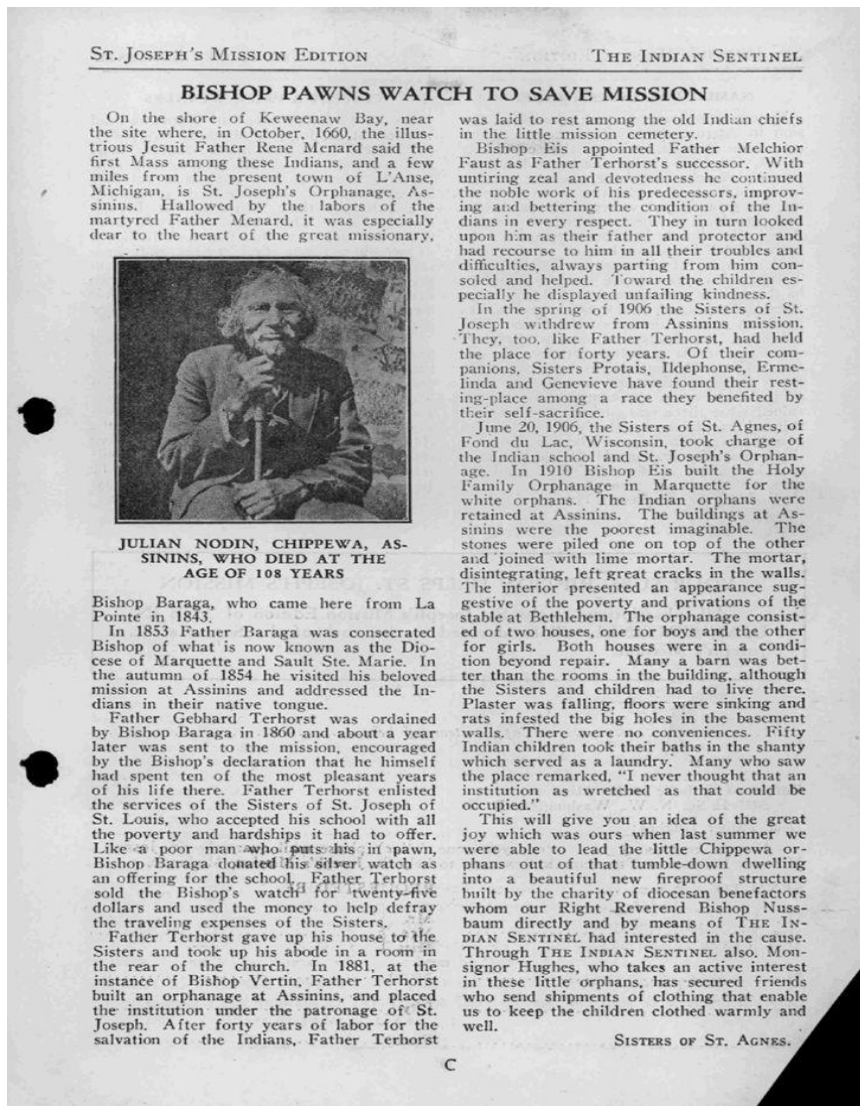 ST. JOSEPH'S MISSION EDITION
THE INDIAN SENTINEL
BISHOP PAWNS WATCH TO SAVE MISSION
On the shore of Keweenaw Bay, near
the site where, in October, 1660, the illus-
trious Jesuit Father Rene Menard said the
first Mass among these Indians, and a few
miles from the present town of L'Anse,
Michigan, is St. Joseph's Orphanage, As-
sinins. Hallowed by the labors of the
martyred Father Menard, it was especially
dear to the heart of the great missionary,
JULIAN NODIN, CHIPPEWA, AS-
SININS, WHO DIED AT THE
AGE OF 108 YEARS
Bishop Baraga, who came here from La
Pointe in 1843.
In 1853 Father Baraga was consecrated
Bishop of what is now known as the Dio-
cese of Marquette and Sault Ste. Marie. In
the autumn of 1854 he visited his beloved
mission at Assinins and addressed the In-
dians in their native tongue.
Father Gebhard Terhorst was ordained
by Bishop Baraga in 1860 and about a year
later was sent to the mission, encouraged
by the Bishop's declaration that he himself
had spent ten of the most pleasant years
of his life there. Father Terhorst enlisted
the services of the Sisters of St. Joseph of
St. Louis, who accepted his school with all
the poverty and hardships it had to offer.
Like a poor man who puts his in pawn,
Bishop Baraga donated his silver watch as
an offering for the school. Father Terhorst
sold the Bishop's watch for twenty-five
dollars and used the money to help defray
the traveling expenses of the Sisters.
Father Terhorst gave up his house to the
Sisters and took up his abode in a room in
the rear of the church. In 1881, at the
instance of Bishop Vertin, Father Terhorst
built an orphanage at Assinins, and placed
the institution under the patronage of St.
Joseph. After forty years of labor for the
salvation of the Indians, Father Terhorst
was laid to rest among the old Indian chiefs
in the little mission cemetery.
Bishop Eis appointed Father Melchior
Faust as Father Terhorst's successor. With
untiring zeal and devotedness he continued
the noble work of his predecessors, improv-
ing and bettering the condition of the In-
dians in every respect. They in turn looked
upon him as their father and protector and
had recourse to him in all their troubles and
difficulties, always parting from him con-
soled and helped. Toward the children es-
pecially he displayed unfailing kindness.
In the spring of 1906 the Sisters of St.
Joseph withdrew from Assinins mission.
They, too, like Father Terhorst, had held
the place for forty years. Of their com-
panions, Sisters Protais, Ildephonse, Erme-
linda and Genevieve have found their rest-
ing-place among a race they benefited by
their self-sacrifice.
June 20, 1906, the Sisters of St. Agnes, of
Fond du Lac, Wisconsin, took charge of
the Indian school and St. Joseph's Orphan-
age. In 1910 Bishop Eis built the Holy
Family Orphanage in Marquette for the
white orphans. The Indian orphans were
retained at Assinins. The buildings at As-
sinins were the poorest imaginable. The
stones were piled one on top of the other
and joined with lime mortar. The mortar,
disintegrating, left great cracks in the walls.
The interior presented an appearance sug-
gestive of the poverty and privations of the
stable at Bethlehem. The orphanage consist-
ed of two houses, one for boys and the other
for girls. Both houses were in a condi-
tion beyond repair. Many a barn was bet-
ter than the rooms in the building, although
the Sisters and children had to live there.
Plaster was falling, floors were sinking and
rats infested the big holes in the basement
walls. There were no conveniences. Fifty
Indian children took their baths in the shanty
which served as a laundry. Many who saw
the place remarked, "I never thought that an
institution as wretched as that could be
occupied."
This will give you an idea of the great
joy which was ours when last summer we
were able to lead the little Chippewa or-
phans out of that tumble-down dwelling
into a beautiful new fireproof structure
built by the charity of diocesan benefactors
whom our Right Reverend Bishop Nuss-
baum directly and by means of THE IN-
DIAN SENTINEL had interested in the cause.
Through THE INDIAN SENTINEL also, Mon-
signor Hughes, who takes an active interest
in these little orphans, has secured friends
who send shipments of clothing that enable
us to keep the children clothed warmly and
well.
SISTERS OF ST. AGNES.
C